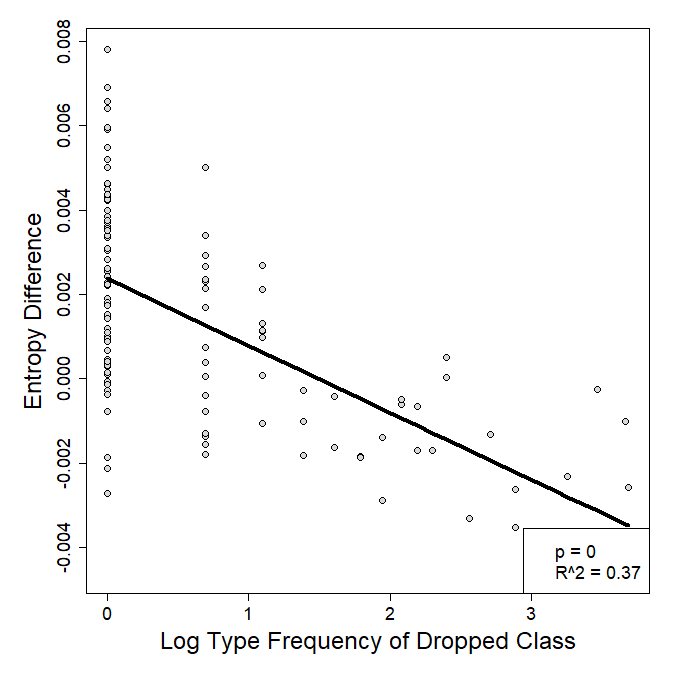 0.008
0.006
0.004
0.002
0.000
-0.002
-0.004
Entropy Difference
p = 0
R^2 = 0.37
0 1 2 3
Log Type Frequency of Dropped Class